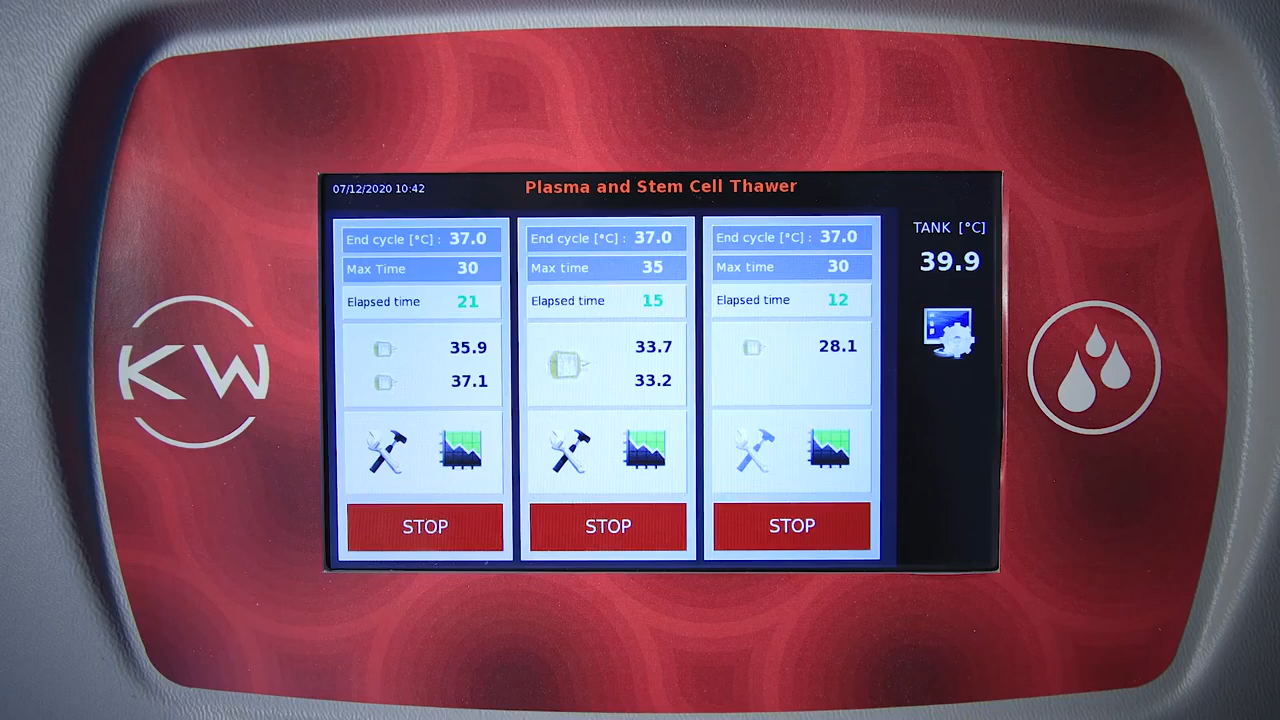 07/12/2020 10:42
Plasma and Stem Cell Thawer
End cycle [°C] : 37.0
Max Time 30
Elapsed time 21
35.9
37.1
STOP
End cycle [°C] : 37.0
Max time 35
Elapsed time 15
33.7
33.2
STOP
End cycle [°C] : 37.0
Max time 30
Elapsed time 12
28.1
STOP
TANK [°C]
39.9
KW